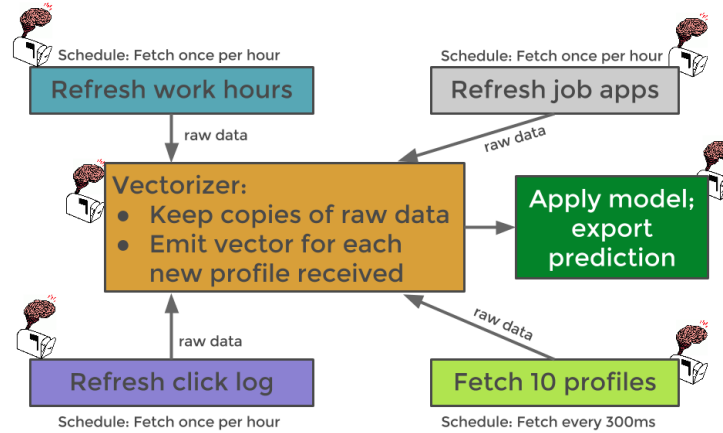 Schedule: Fetch once per hour
Refresh work hours
raw data
Schedule: Fetch once per hour
Refresh job apps
raw data
Vectorizer:
● Keep copies of raw data
● Emit vector for each
new profile received
Apply model;
export
prediction
raw data
Refresh click log
Schedule: Fetch once per hour
raw data
Fetch 10 profiles
Schedule: Fetch every 300ms